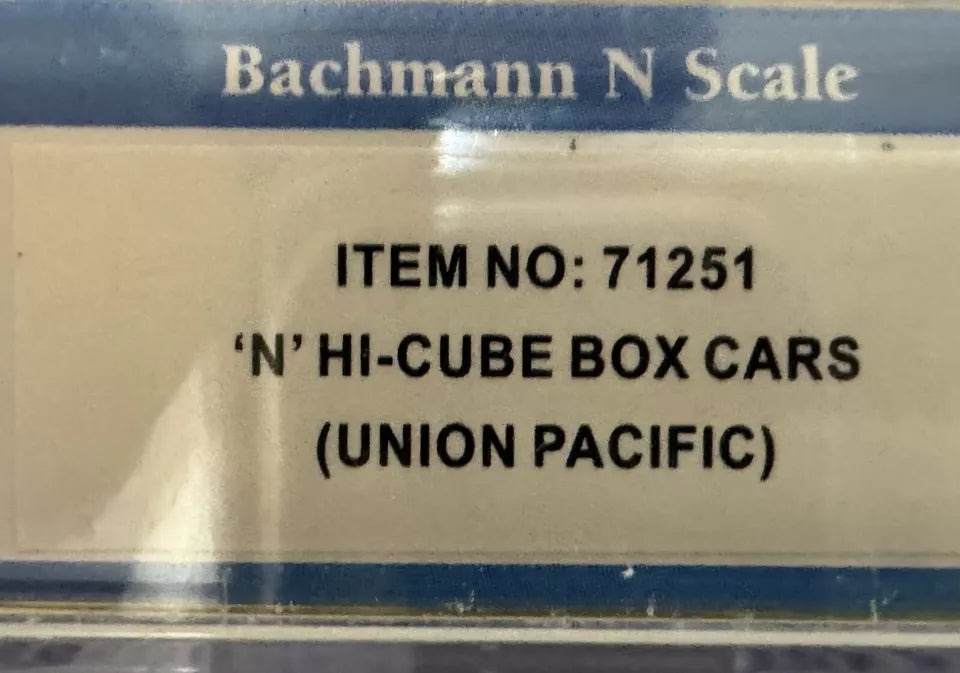 Bachmann N Scale
ITEM NO: 71251
‘N’ HI-CUBE BOX CARS
(UNION PACIFIC)